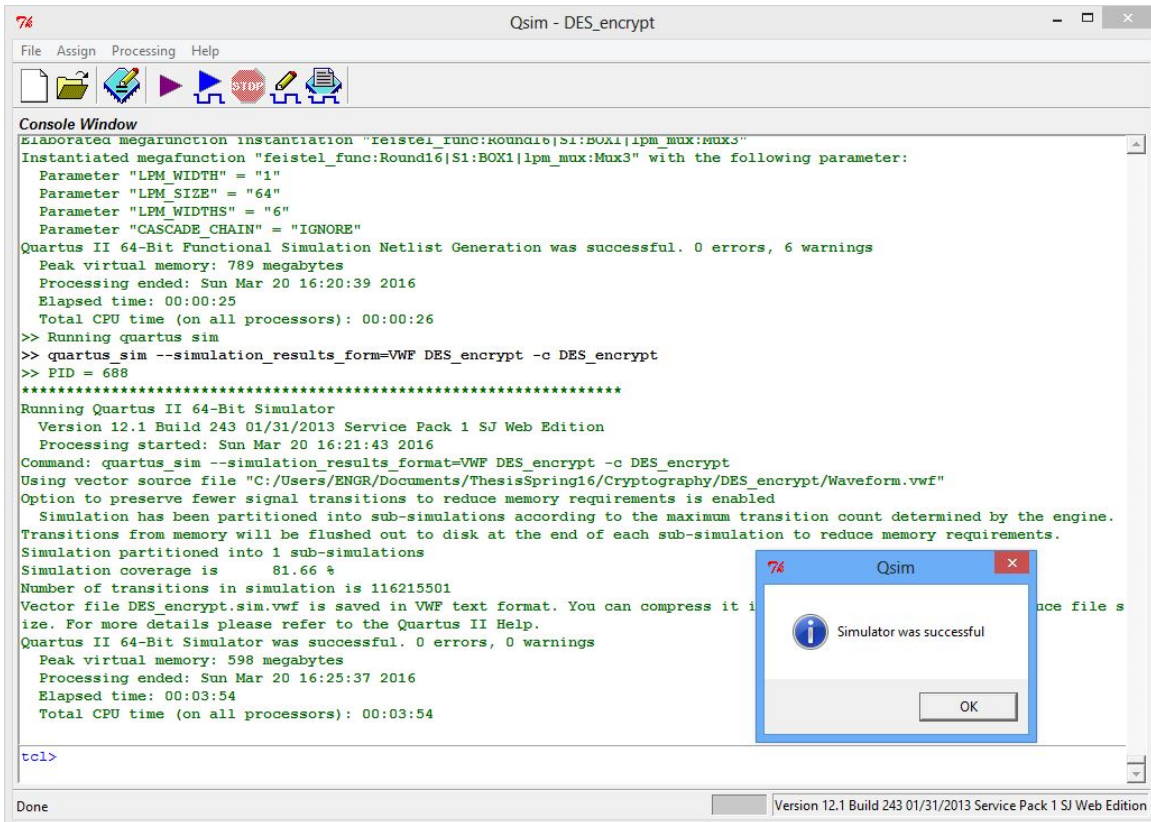 Qsim - DES_encrypt
File Assign Processing Help
STOP
Console Window
Elaborated megafunction instantiation "feistel_func:Round16|S1:BOX1|lpm_mux:Mux3"
Instantiated megafunction "feistel_func:Round16|S1:BOX1|lpm_mux:Mux3" with the following parameter:
Parameter "LPM_WIDTH" = "1"
Parameter "LPM_SIZE" = "64"
Parameter "LPM_WIDTHS" = "6"
Parameter "CASCADE_CHAIN" = "IGNORE"
Quartus II 64-Bit Functional Simulation Netlist Generation was successful. 0 errors, 6 warnings
Peak virtual memory: 789 megabytes
Processing ended: Sun Mar 20 16:20:39 2016
Elapsed time: 00:00:25
Total CPU time (on all processors): 00:00:26
>> Running quartus sim
>> quartus_sim --simulation_results_form=VWF DES_encrypt -c DES_encrypt
>> PID = 688
*******************************************************************
Running Quartus II 64-Bit Simulator
Version 12.1 Build 243 01/31/2013 Service Pack 1 SJ Web Edition
Processing started: Sun Mar 20 16:21:43 2016
Command: quartus_sim --simulation_results_format=VWF DES_encrypt -c DES_encrypt
Using vector source file "C:/Users/ENGR/Documents/ThesisSpring16/Cryptography/DES_encrypt/Waveform.vwf"
Option to preserve fewer signal transitions to reduce memory requirements is enabled
Simulation has been partitioned into sub-simulations according to the maximum transition count determined by the engine.
Transitions from memory will be flushed out to disk at the end of each sub-simulation to reduce memory requirements.
Simulation partitioned into 1 sub-simulations
Simulation coverage is 81.66 %
Number of transitions in simulation is 116215501
Vector file DES_encrypt.sim.vwf is saved in VWF text format. You can compress it i uce file s
ize. For more details please refer to the Quartus II Help.
Quartus II 64-Bit Simulator was successful. 0 errors, 0 warnings
Peak virtual memory: 598 megabytes
Processing ended: Sun Mar 20 16:25:37 2016
Elapsed time: 00:03:54
Total CPU time (on all processors): 00:03:54
Qsim
Simulator was successful
OK
tcl>
Done
Version 12.1 Build 243 01/31/2013 Service Pack 1 SJ Web Edition